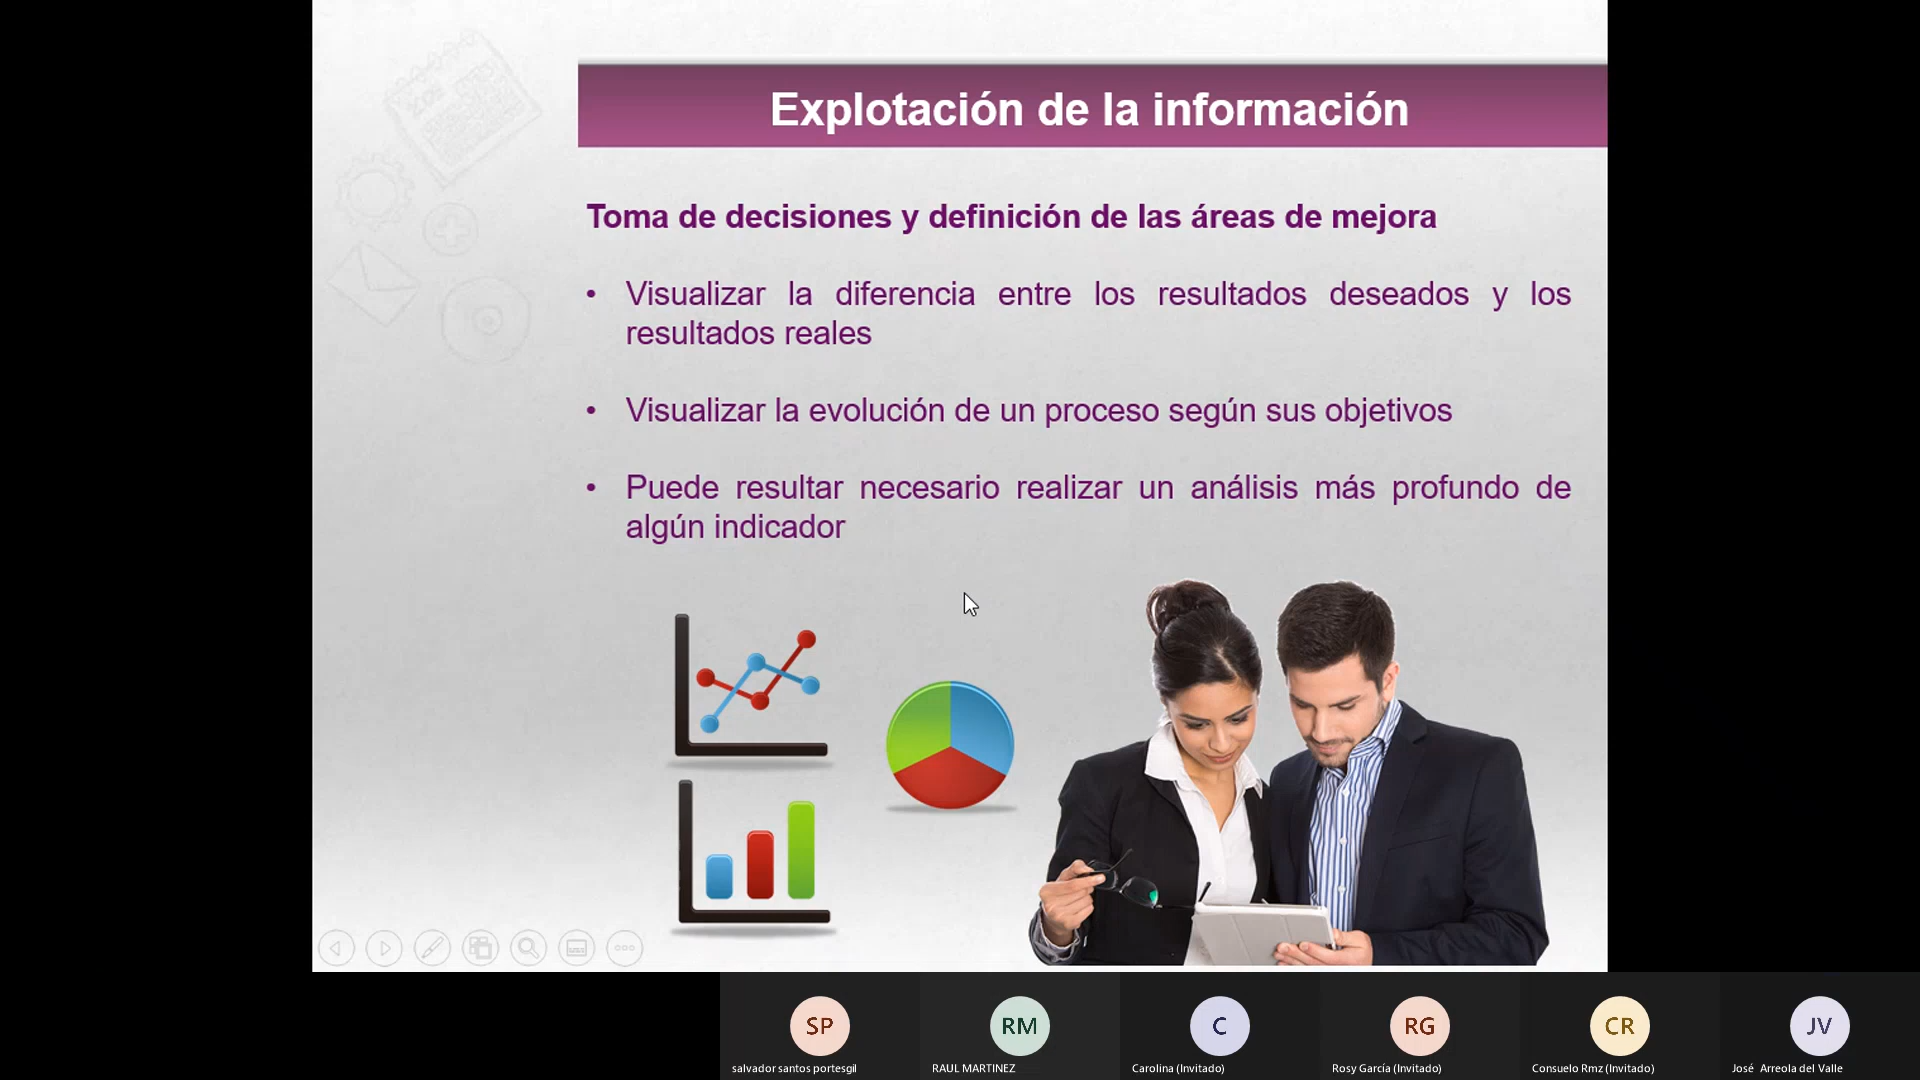 Explotación de la información
Toma de decisiones y definición de las áreas de mejora
• Visualizar la diferencia entre los resultados deseados y los
resultados reales
• Visualizar la evolución de un proceso según sus objetivos
• Puede resultar necesario realizar un análisis más profundo de
algún indicador
SP
RM
C
RG
CR
JV
salvador santos portesgil
RAUL MARTINEZ
Carolina (Invitado)
Rosy García (Invitado)
Consuelo Rmz (Invitado)
José Arreola del Valle